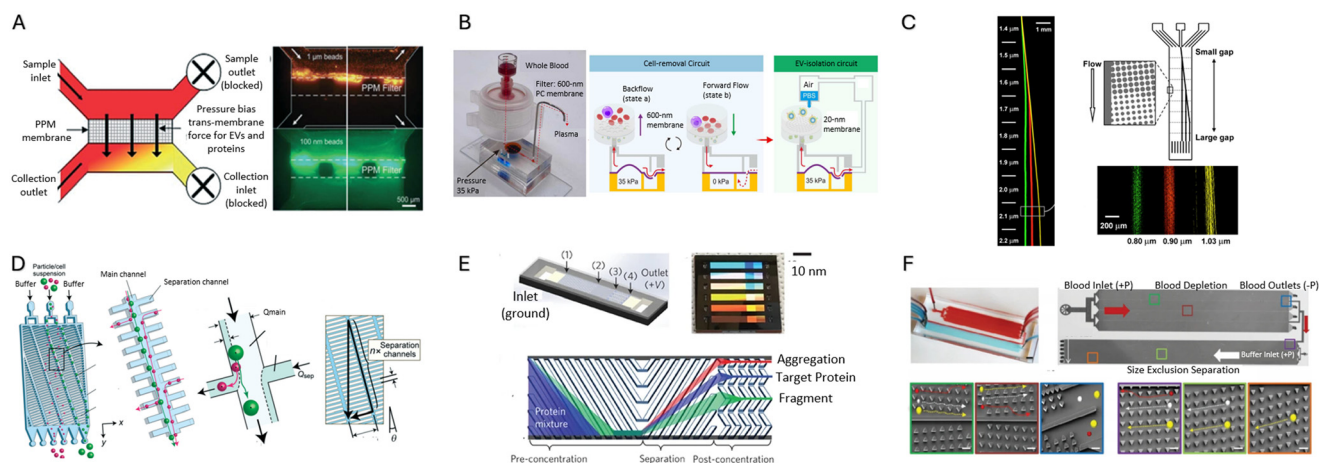 A
Sample
inlet
Sample
outlet
(blocked)
PPM
membrane
Pressure bias
trans-membrane
force for EVs and
proteins
Collection
outlet
Collection
inlet
(blocked)
1 μm beads
PPM Filter
100 nm beads
PPM Filter
500 μm
B
Whole Blood
Filter: 600-nm
PC membrane
Plasma
Pressure
35 kPa
Cell-removal Circuit
Backflow
(state a)
600-nm
membrane
Forward Flow
(state b)
35 kPa
0 kPa
EV-isolation circuit
Air
PBS
20-nm
membrane
35 kPa
C
1.4 μm
1.5 μm
1.6 μm
1.7 μm
1.8 μm
1.9 μm
2.0 μm
2.1 μm
2.2 μm
1 mm
Flow
Small gap
Large gap
200 μm
0.80 μm
0.90 μm
1.03 μm
D
Particle/cell
suspension
Buffer
Buffer
x
y
Main channel
Separation channel
Qmain
Qsep
n×
Separation
channels
θ
E
(1)
(2)
(3)
(4)
Outlet
(+V)
Inlet
(ground)
10 nm
Protein
mixture
Aggregation
Target Protein
Fragment
Pre-concentration
Separation
Post-concentration
F
Blood Inlet (+P)
Blood Depletion
Blood Outlets (-P)
Buffer Inlet (+P)
Size Exclusion Separation